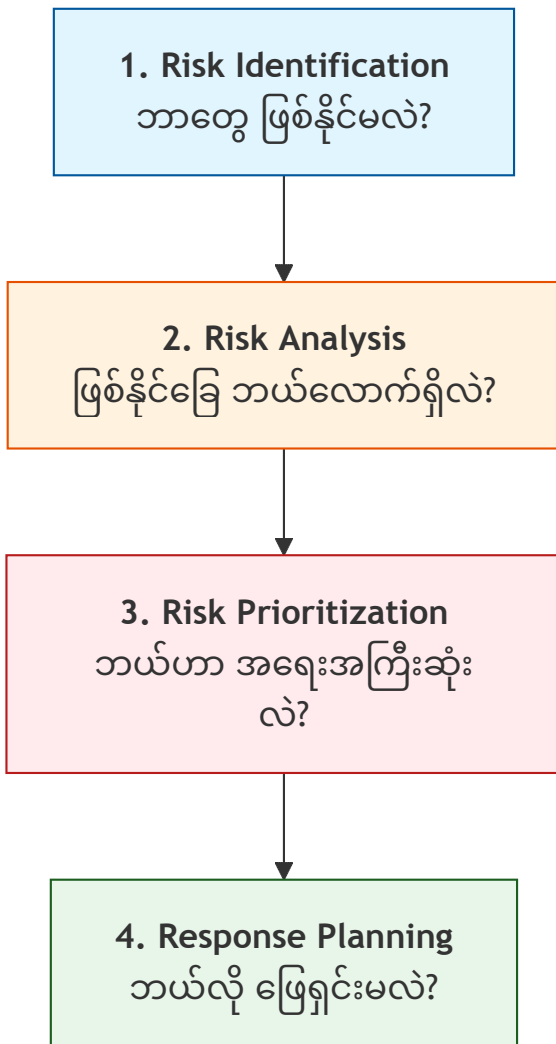 1. Risk Identification
ဘာတွေ ဖြစ်နိုင်မလဲ?
2. Risk Analysis
ဖြစ်နိုင်ခြေ ဘယ်လောက်ရှိလဲ?
3. Risk Prioritization
ဘယ်ဟာ အရေးအကြီးဆုံး
လဲ?
4. Response Planning
ဘယ်လို ဖြေရှင်းမလဲ?